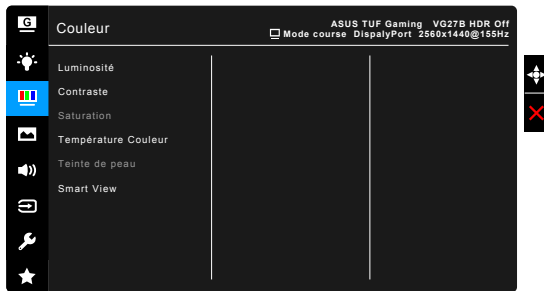 G
Couleur
ASUS TUF Gaming VG27B HDR Off
Mode course DispalyPort 2560x1440@155Hz
Luminosité
Contraste
Saturation
Température Couleur
Teinte de peau
Smart View